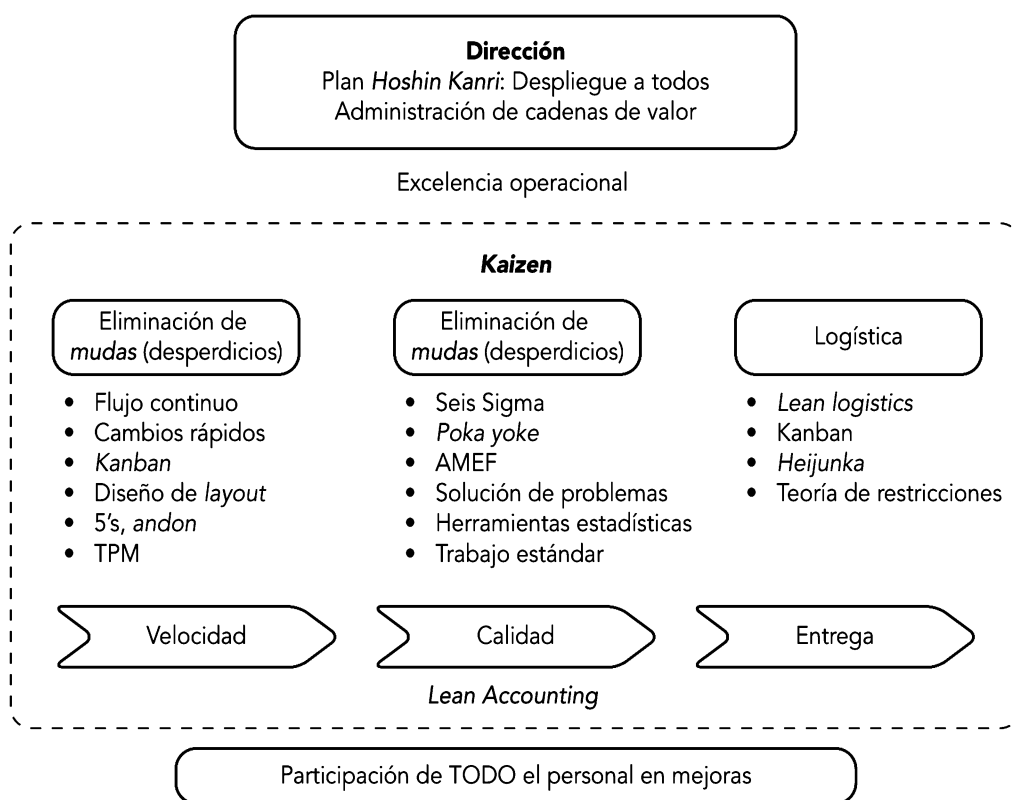 Dirección
Plan Hoshin Kanri: Despliegue a todos
Administración de cadenas de valor
Excelencia operacional
Kaizen
Eliminación de
mudas (desperdicios)
• Flujo continuo
• Cambios rápidos
• Kanban
• Diseño de layout
• 5's, andon
• TPM
Eliminación de
mudas (desperdicios)
• Seis Sigma
• Poka yoke
• AMEF
• Solución de problemas
• Herramientas estadísticas
• Trabajo estándar
Logística
• Lean logistics
• Kanban
• Heijunka
• Teoría de restricciones
Velocidad
Calidad
Entrega
Lean Accounting
Participación de TODO el personal en mejoras